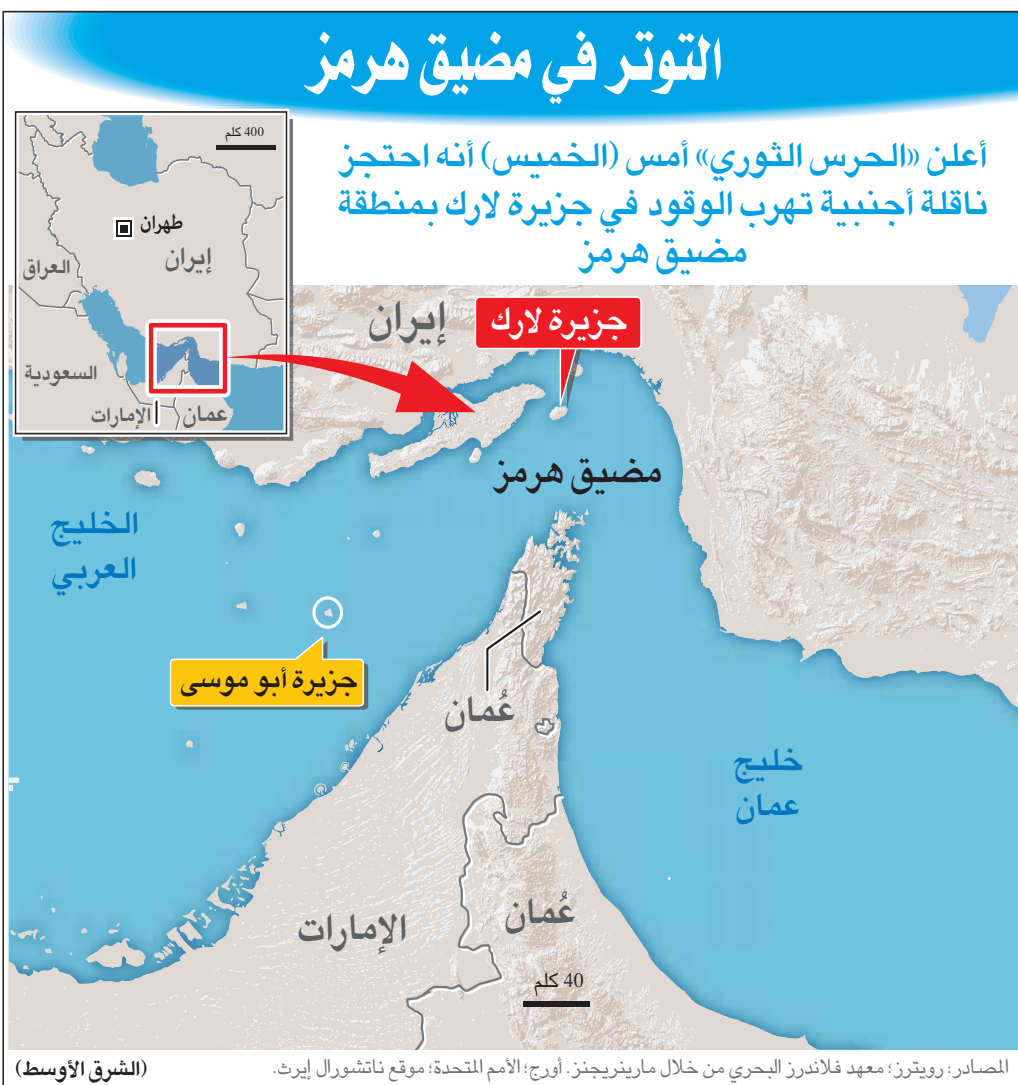 التوتر في مضيق هرمز
أعلن «الحرس الثوري» أمس (الخميس) أنه احتجز
ناقلة أجنبية تهرب الوقود في جزيرة لارك بمنطقة
مضيق هرمز
400 كلم
طهران
إيران
العراق
السعودية
الإمارات
عمان
إيران
جزيرة لارك
مضيق هرمز
الخليج
العربي
جزيرة أبو موسى
عُمان
خليج
عمان
الإمارات
عُمان
40 كلم
المصادر: رويترز؛ معهد فلاندرز البحري من خلال مارينريجنز. أورج؛ الأمم المتحدة؛ موقع ناتشورال إيرث.
(الشرق الأوسط)